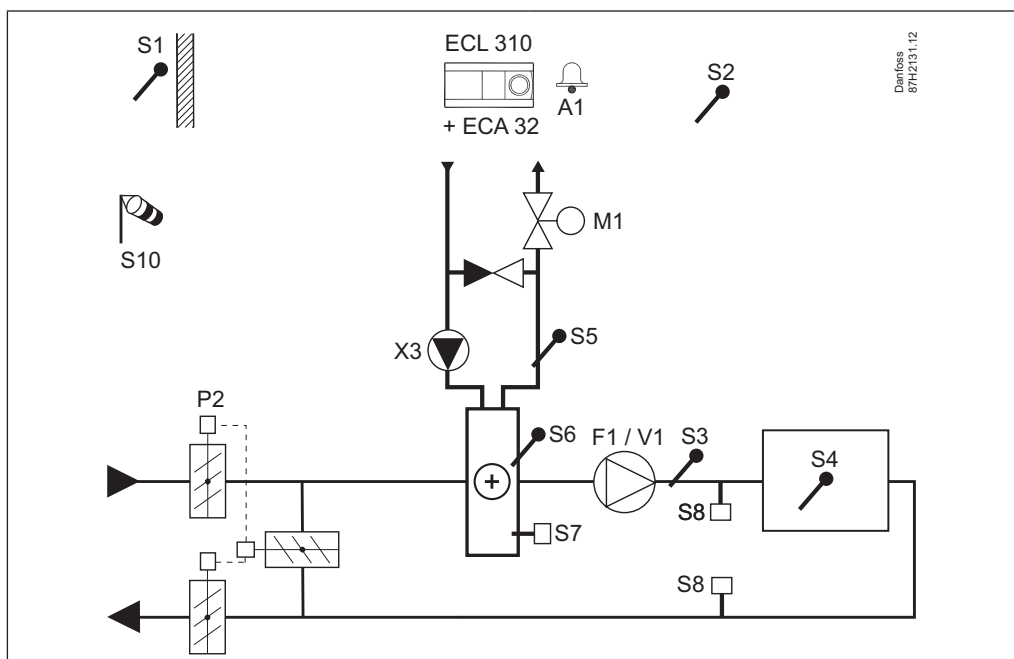 S1
ECL 310
+ ECA 32
A1
S2
Danfoss
87H2131.12
S10
M1
X3
S5
P2
S6
F1 / V1
S3
S4
S8
S7
S8